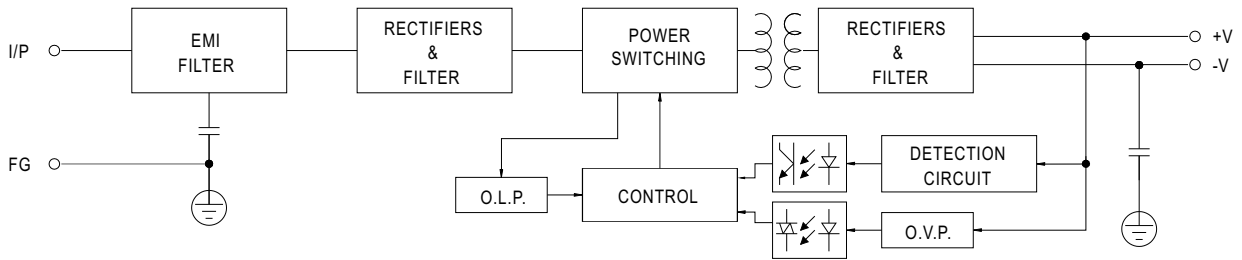 I/P
EMI
FILTER
RECTIFIERS
&
FILTER
POWER
SWITCHING
RECTIFIERS
&
FILTER
+V
-V
FG
O.L.P.
CONTROL
DETECTION
CIRCUIT
O.V.P.